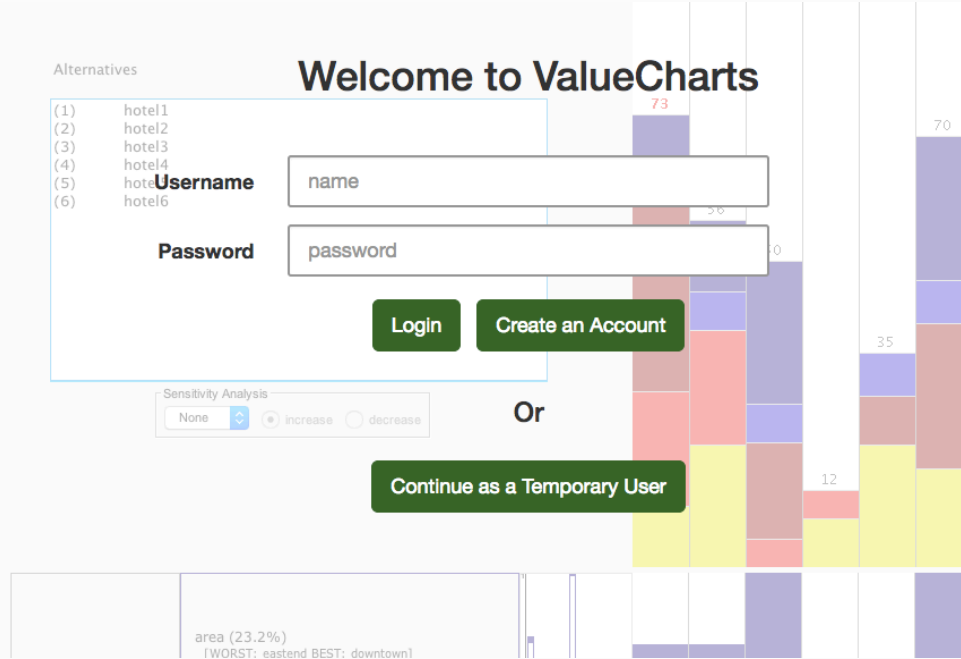 Alternatives
Welcome to ValueCharts
73
(1) hotel1
(2) hotel2
70
(3) hotel3
(4) hotel4
(5)
Username
name
(6) hotel6
56
Password
password
Login
Create an Account
35
Sensitivity Analysis
None
increase
decrease
Or
12
Continue as a Temporary User
area (23.2%)
[WORST: eastend BEST: downtown]